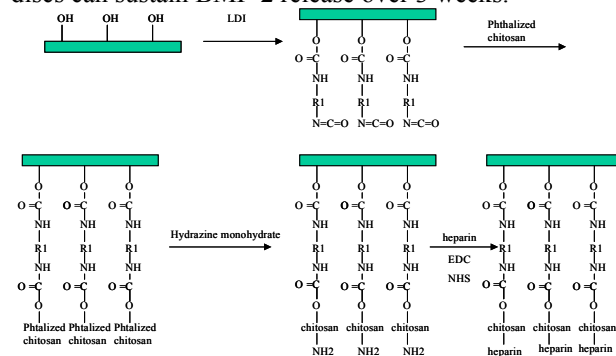 discs can sustain BMP-2 release over 3 weeks.
OH OH OH
LDI
Phthalized
chitosan
O O O
O =C O =C O =C
NH NH NH
R1 R1 R1
N=C=O N=C=O N=C=O
O O O
O =C O =C O =C
NH NH NH
R1 R1 R1
NH NH NH
O =C O =C O =C
O O O
Phtalized Phtalized Phtalized
chitosan chitosan chitosan
Hydrazine monohydrate
O O O
O =C O =C O =C
NH NH NH
R1 R1 R1
NH NH NH
O =C O =C O =C
O O O
chitosan chitosan chitosan
NH2 NH2 NH2
heparin
EDC
NHS
O O O
O =C O =C O =C
NH NH NH
R1 R1 R1
NH NH NH
O =C O =C O =C
O O O
chitosan chitosan chitosan
heparin heparin heparin